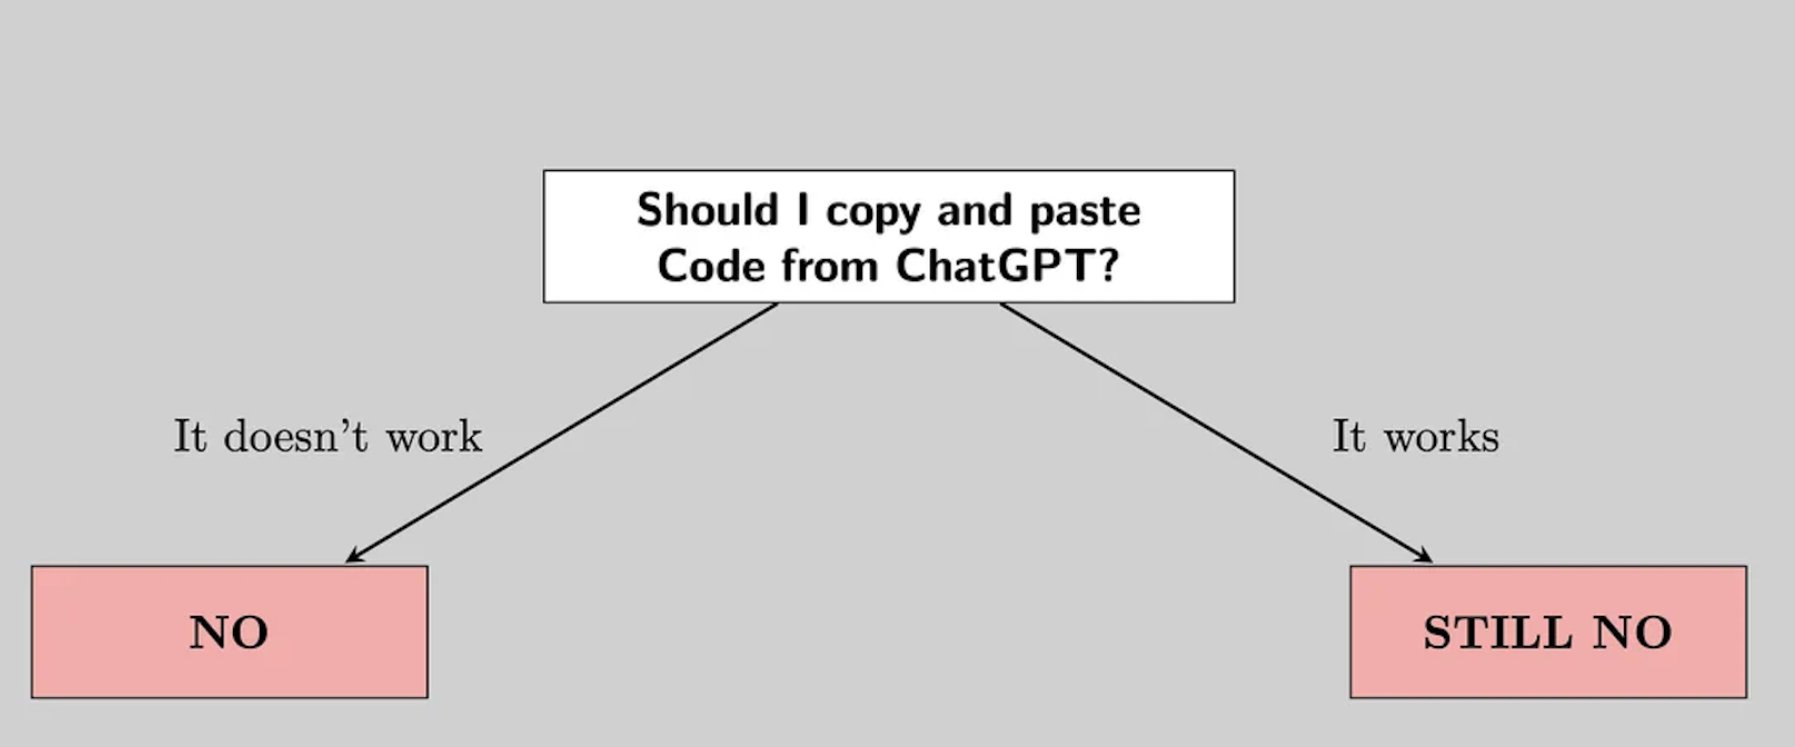 Should I copy and paste
Code from ChatGPT?
It doesn't work
It works
NO
STILL NO